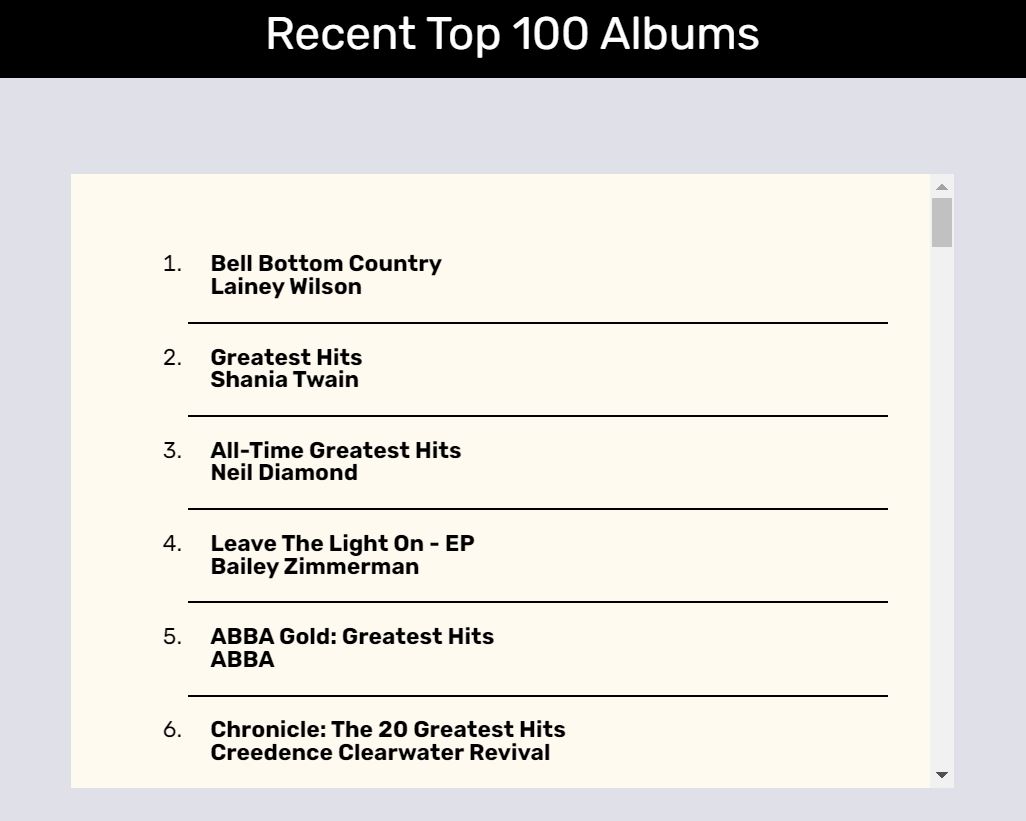 Recent Top 100 Albums
1. Bell Bottom Country
Lainey Wilson
2. Greatest Hits
Shania Twain
3. All-Time Greatest Hits
Neil Diamond
4. Leave The Light On - EP
Bailey Zimmerman
5. ABBA Gold: Greatest Hits
ABBA
6. Chronicle: The 20 Greatest Hits
Creedence Clearwater Revival